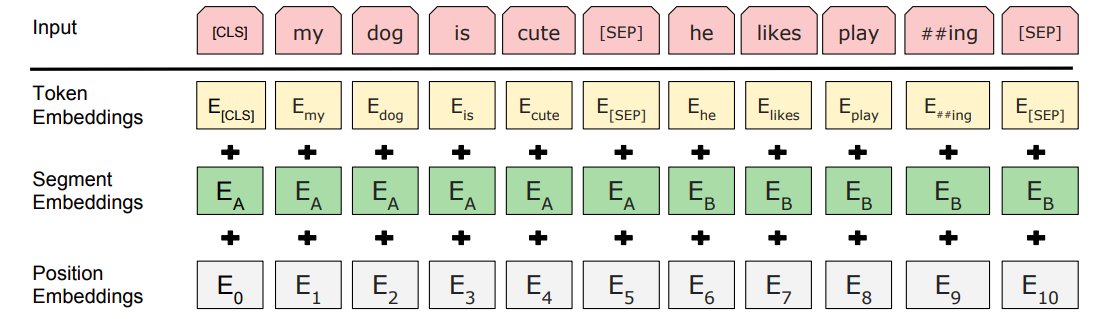 Input [CLS] my dog is cute [SEP] he likes play ##ing [SEP]
Token Embeddings E[CLS] Emy Edog Eis Ecute E[SEP] Ehe Elikes Eplay E##ing E[SEP]
+ + + + + + + + + + +
Segment Embeddings EA EA EA EA EA EA EB EB EB EB EB
+ + + + + + + + + + +
Position Embeddings E0 E1 E2 E3 E4 E5 E6 E7 E8 E9 E10